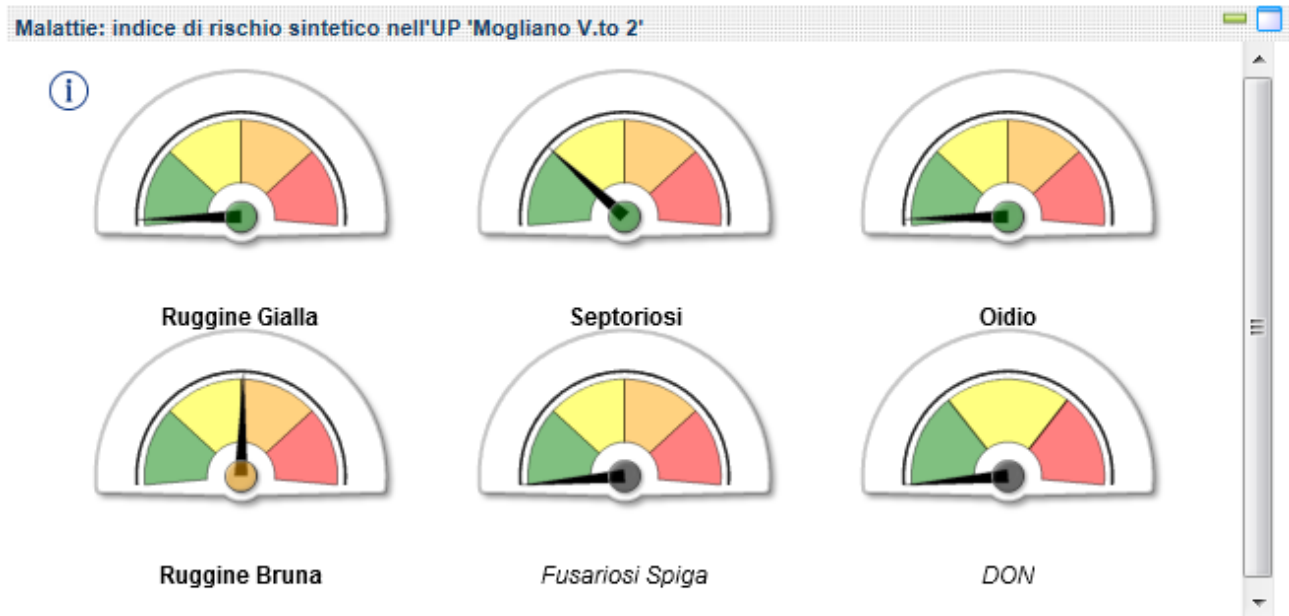 Malattie: indice di rischio sintetico nell'UP 'Mogliano V.to 2'
i
Ruggine Gialla
Septoriosi
Oidio
Ruggine Bruna
Fusariosi Spiga
DON